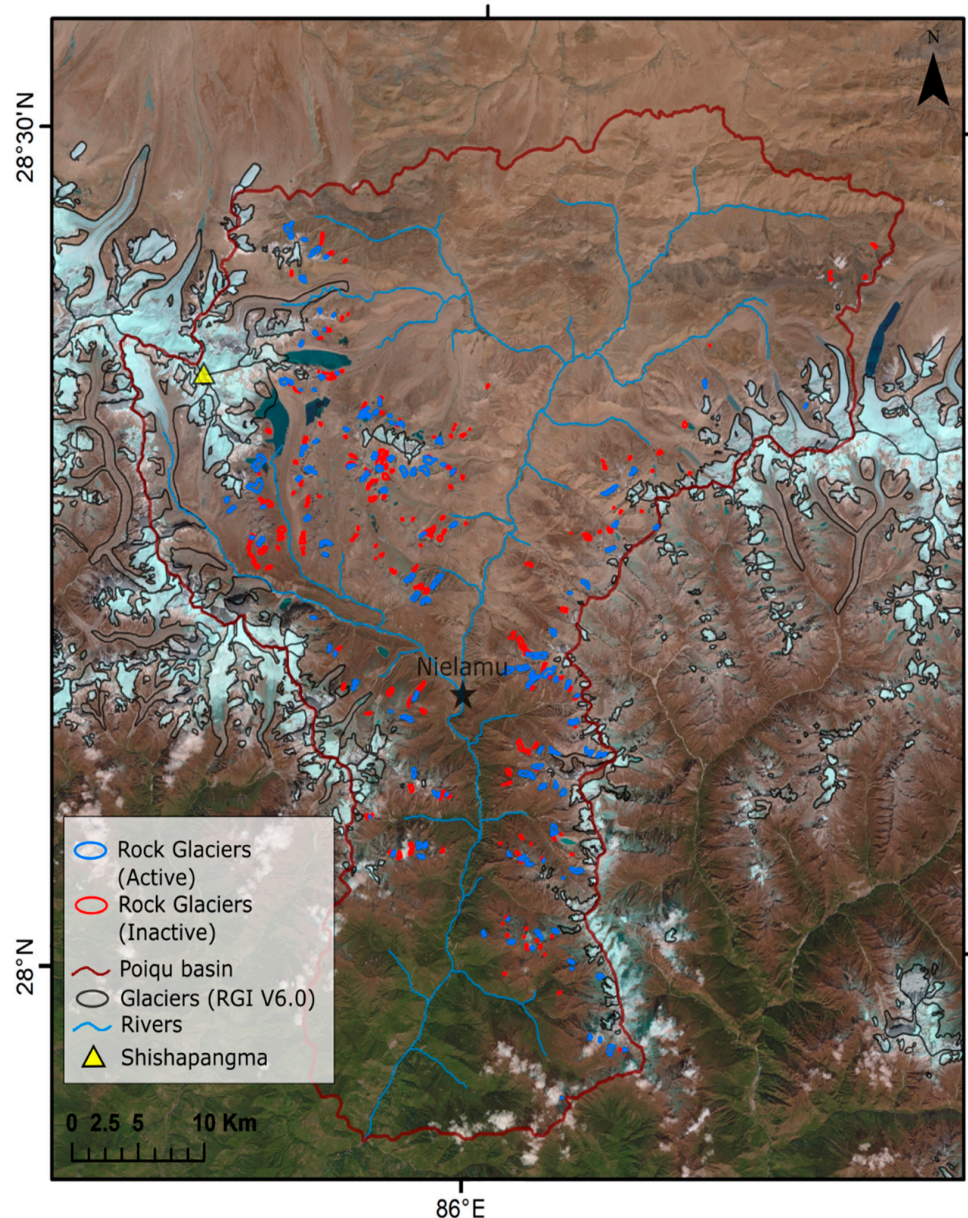 N
28°30'N
Nielamu
Rock Glaciers
(Active)
Rock Glaciers
(Inactive)
Poiqu basin
Glaciers (RGI V6.0)
Rivers
Shishapangma
28°N
0 2.5 5 10 Km
86°E